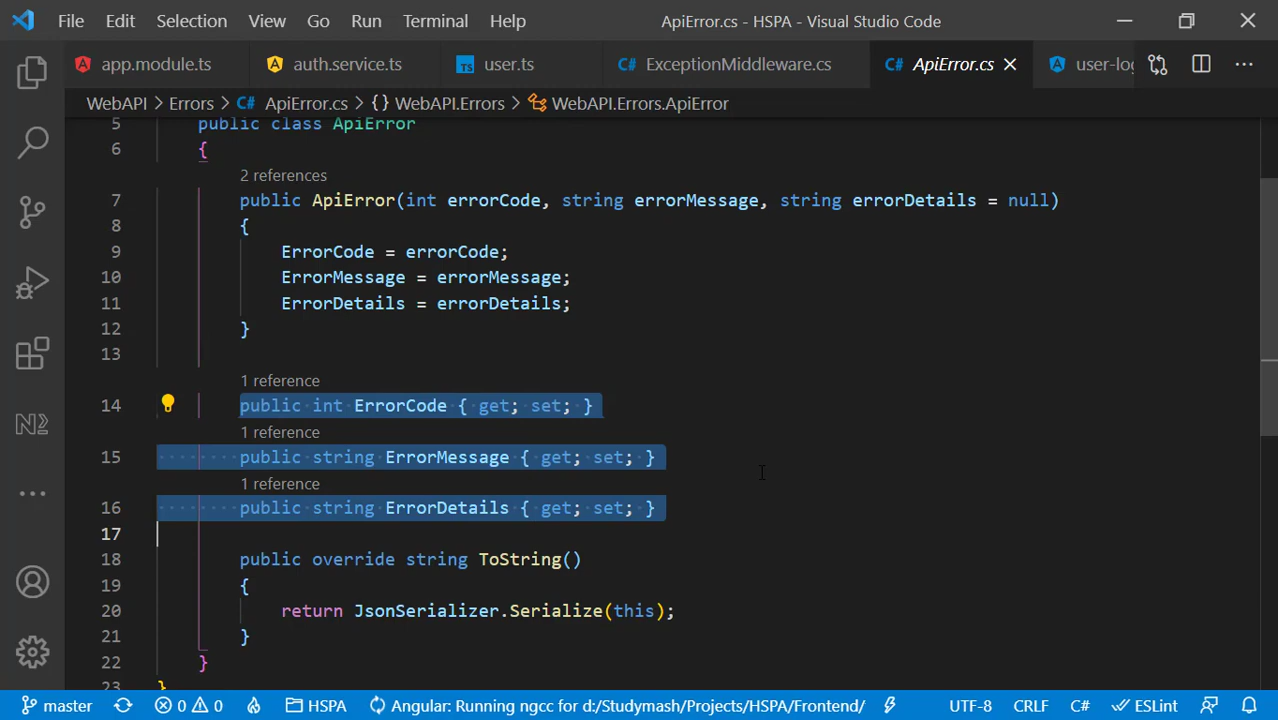 File Edit Selection View Go Run Terminal Help ApiError.cs - HSPA - Visual Studio Code
app.module.ts auth.service.ts TS user.ts C# ExceptionMiddleware.cs C# ApiError.cs user-log
WebAPI > Errors > C# ApiError.cs > {} WebAPI.Errors > WebAPI.Errors.ApiError
5 public class ApiError
6 {
2 references
7 public ApiError(int errorCode, string errorMessage, string errorDetails = null)
8 {
9 ErrorCode = errorCode;
10 ErrorMessage = errorMessage;
11 ErrorDetails = errorDetails;
12 }
13
1 reference
14 public int ErrorCode { get; set; }
1 reference
15 public string ErrorMessage { get; set; }
1 reference
16 public string ErrorDetails { get; set; }
17
18 public override string ToString()
19 {
20 return JsonSerializer.Serialize(this);
21 }
22 }
23 }
master 0 0 HSPA Angular: Running ngcc for d:/Studymash/Projects/HSPA/Frontend/ UTF-8 CRLF C# ESLint